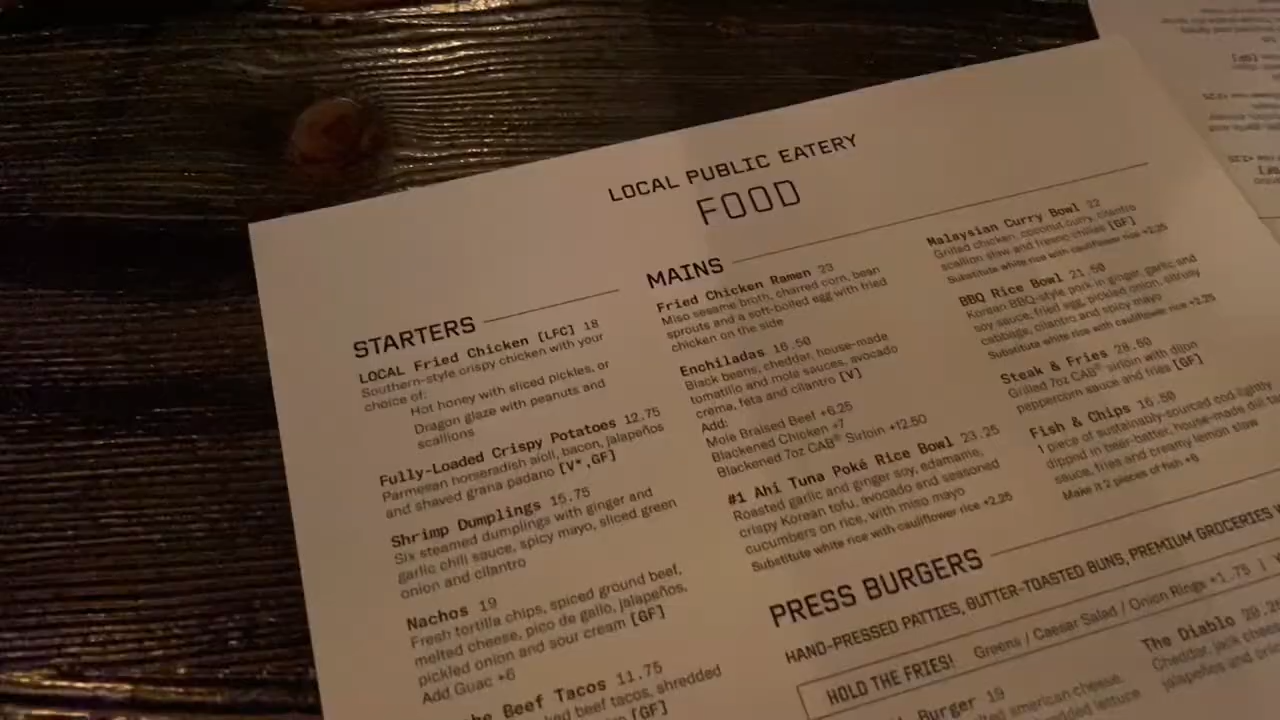 LOCAL PUBLIC EATERY
FOOD
STARTERS
LOCAL Fried Chicken [LFC] 18
Southern-style crispy chicken with your
choice of:
Hot honey with sliced pickles, or
Dragon glaze with peanuts and
scallions
Fully-Loaded Crispy Potatoes 12.75
Parmesan horseradish aioli, bacon, jalapeños
and shaved grana padano [V*,GF]
Shrimp Dumplings 15.75
Six steamed dumplings with ginger and
garlic chili sauce, spicy mayo, sliced green
onion and cilantro
Nachos 19
Fresh tortilla chips, spiced ground beef,
melted cheese, pico de gallo, jalapeños,
pickled onion and sour cream [GF]
Add Guac +6
Beef Tacos 11.75
beef tacos, shredded
[GF]
MAINS
Fried Chicken Ramen 23
Miso sesame broth, charred corn, bean
sprouts and a soft-boiled egg with fried
chicken on the side
Enchiladas 16.50
Black beans, cheddar, house-made
tomatillo and mole sauces, avocado
crema, feta and cilantro [V]
Add:
Mole Braised Beef +6.25
Blackened Chicken +7
Blackened 7oz CAB® Sirloin +12.50
#1 Ahi Tuna Poké Rice Bowl 23.25
Roasted garlic and ginger soy, edamame,
crispy Korean tofu, avocado and seasoned
cucumbers on rice, with miso mayo
Substitute white rice with cauliflower rice +2.25
Malaysian Curry Bowl 22
Grilled chicken, coconut curry, cilantro
scallion slaw and fresno chilies [GF]
Substitute white rice with cauliflower rice +2.25
BBQ Rice Bowl 21.50
Korean BBQ-style pork in ginger, garlic and
soy sauce, fried egg, pickled onion, citrusy
cabbage, cilantro and spicy mayo
Substitute white rice with cauliflower rice +2.25
Steak & Fries 28.50
Grilled 7oz CAB® sirloin with dijon
peppercorn sauce and fries [GF]
Fish & Chips 16.50
1 piece of sustainably-sourced cod lightly
dipped in beer-batter, house-made dill
sauce, fries and creamy lemon slaw
Make it 2 pieces of fish +6
PRESS BURGERS
HAND-PRESSED PATTIES, BUTTER-TOASTED BUNS, PREMIUM GROCERIES
HOLD THE FRIES! Greens / Caesar Salad / Onion Rings +1.75 |
Burger 19
american cheese,
lettuce
The Diablo
Cheddar, jack
jalapeños and